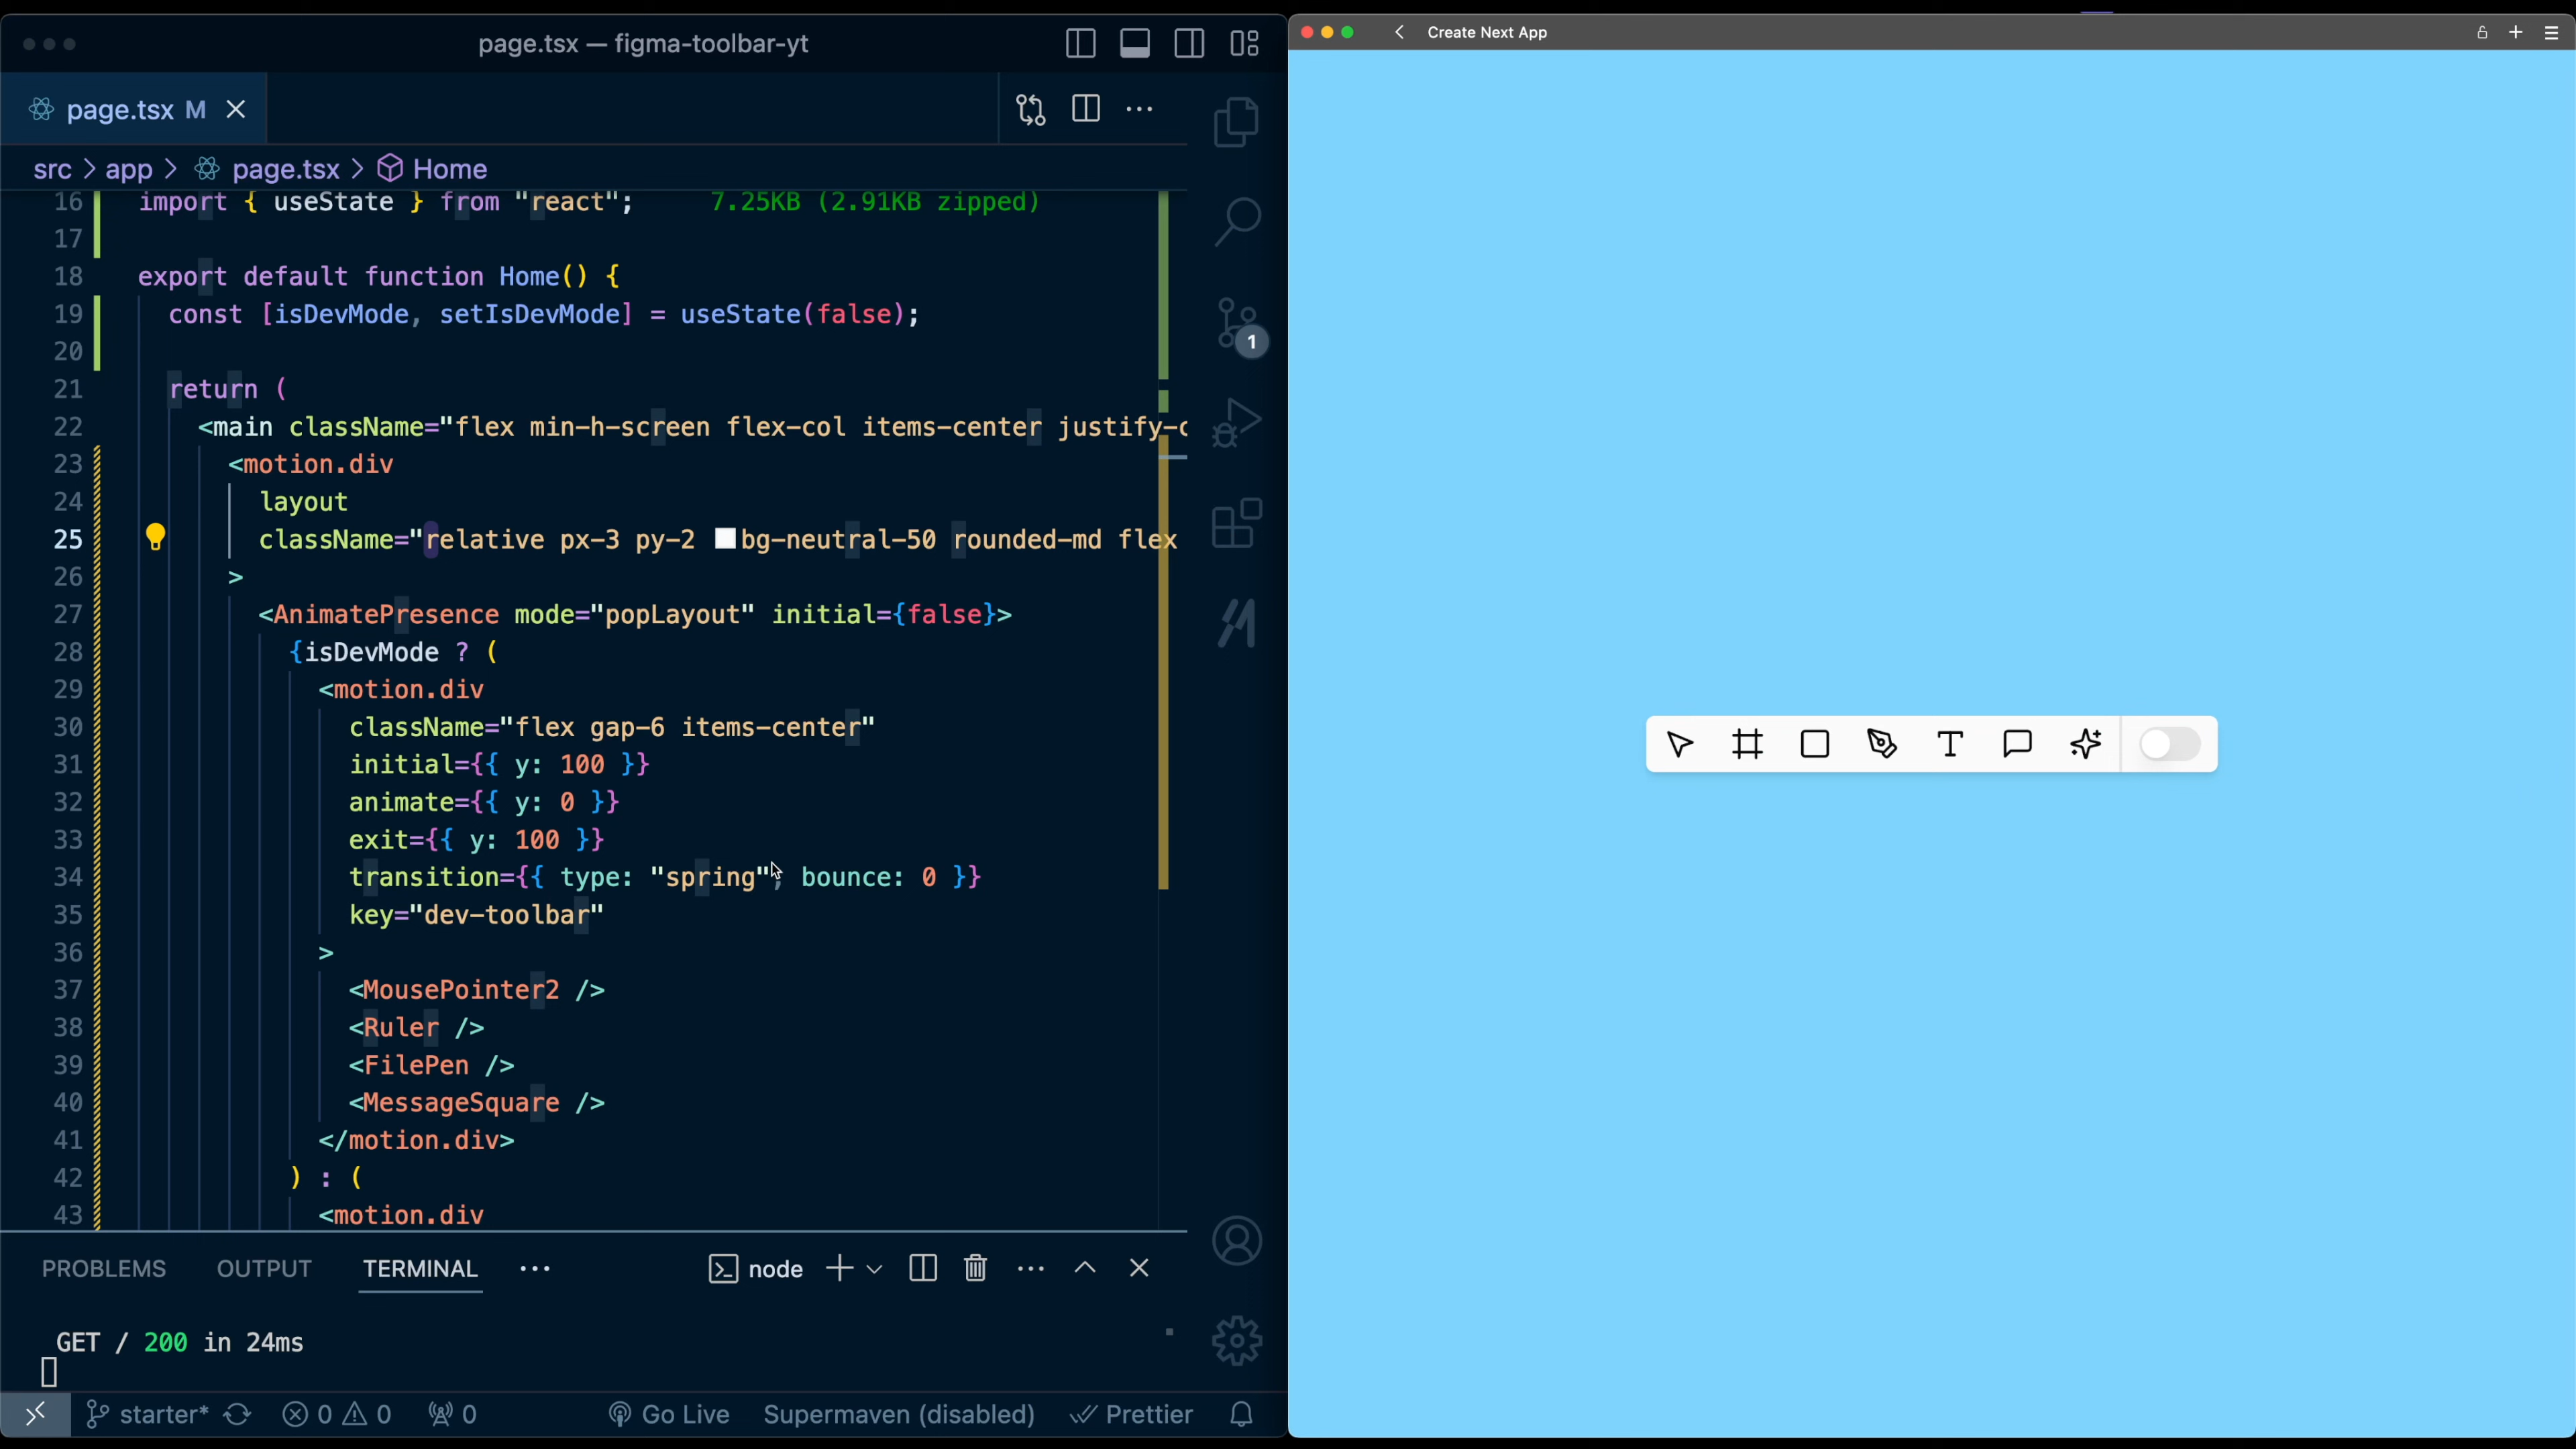 page.tsx — figma-toolbar-yt
page.tsx M
src > app > page.tsx > Home
16 import { useState } from "react"; 7.25KB (2.91KB zipped)
17
18 export default function Home() {
19 const [isDevMode, setIsDevMode] = useState(false);
20
21 return (
22 <main className="flex min-h-screen flex-col items-center justify-c
23 <motion.div
24 layout
25 className="relative px-3 py-2 bg-neutral-50 rounded-md flex
26 >
27 <AnimatePresence mode="popLayout" initial={false}>
28 {isDevMode ? (
29 <motion.div
30 className="flex gap-6 items-center"
31 initial={{ y: 100 }}
32 animate={{ y: 0 }}
33 exit={{ y: 100 }}
34 transition={{ type: "spring", bounce: 0 }}
35 key="dev-toolbar"
36 >
37 <MousePointer2 />
38 <Ruler />
39 <FilePen />
40 <MessageSquare />
41 </motion.div>
42 ) : (
43 <motion.div
1
PROBLEMS OUTPUT TERMINAL ··· node
GET / 200 in 24ms
starter* 0 0 0 Go Live Supermaven (disabled) Prettier
Create Next App